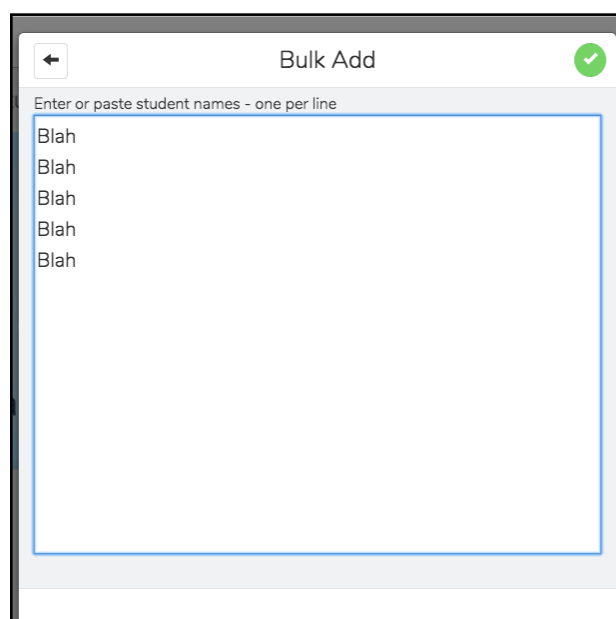 Bulk Add
Enter or paste student names - one per line
Blah
Blah
Blah
Blah
Blah